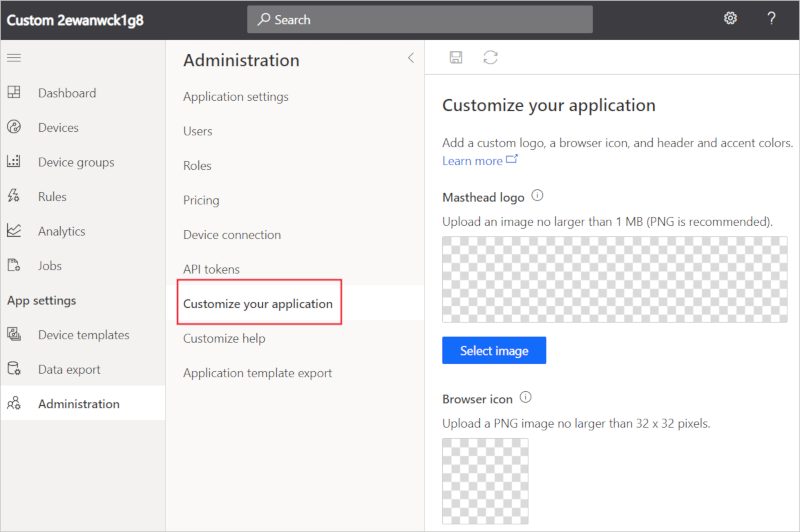 Custom 2ewanwck1g8
Search
?
Dashboard
Devices
Device groups
Rules
Analytics
Jobs
App settings
Device templates
Data export
Administration
Administration
Application settings
Users
Roles
Pricing
Device connection
API tokens
Customize your application
Customize help
Application template export
Customize your application
Add a custom logo, a browser icon, and header and accent colors.
Learn more
Masthead logo
Upload an image no larger than 1 MB (PNG is recommended).
Select image
Browser icon
Upload a PNG image no larger than 32 x 32 pixels.